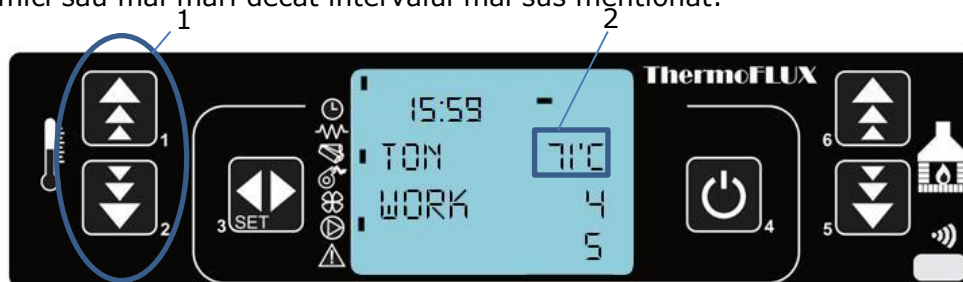 mici sau mai mari decât intervalul mai sus menționat.
1
2
ThermoFLUX
15:59
TOM 71'C
WORK 4
5
1
2
3 SET
4
6
5